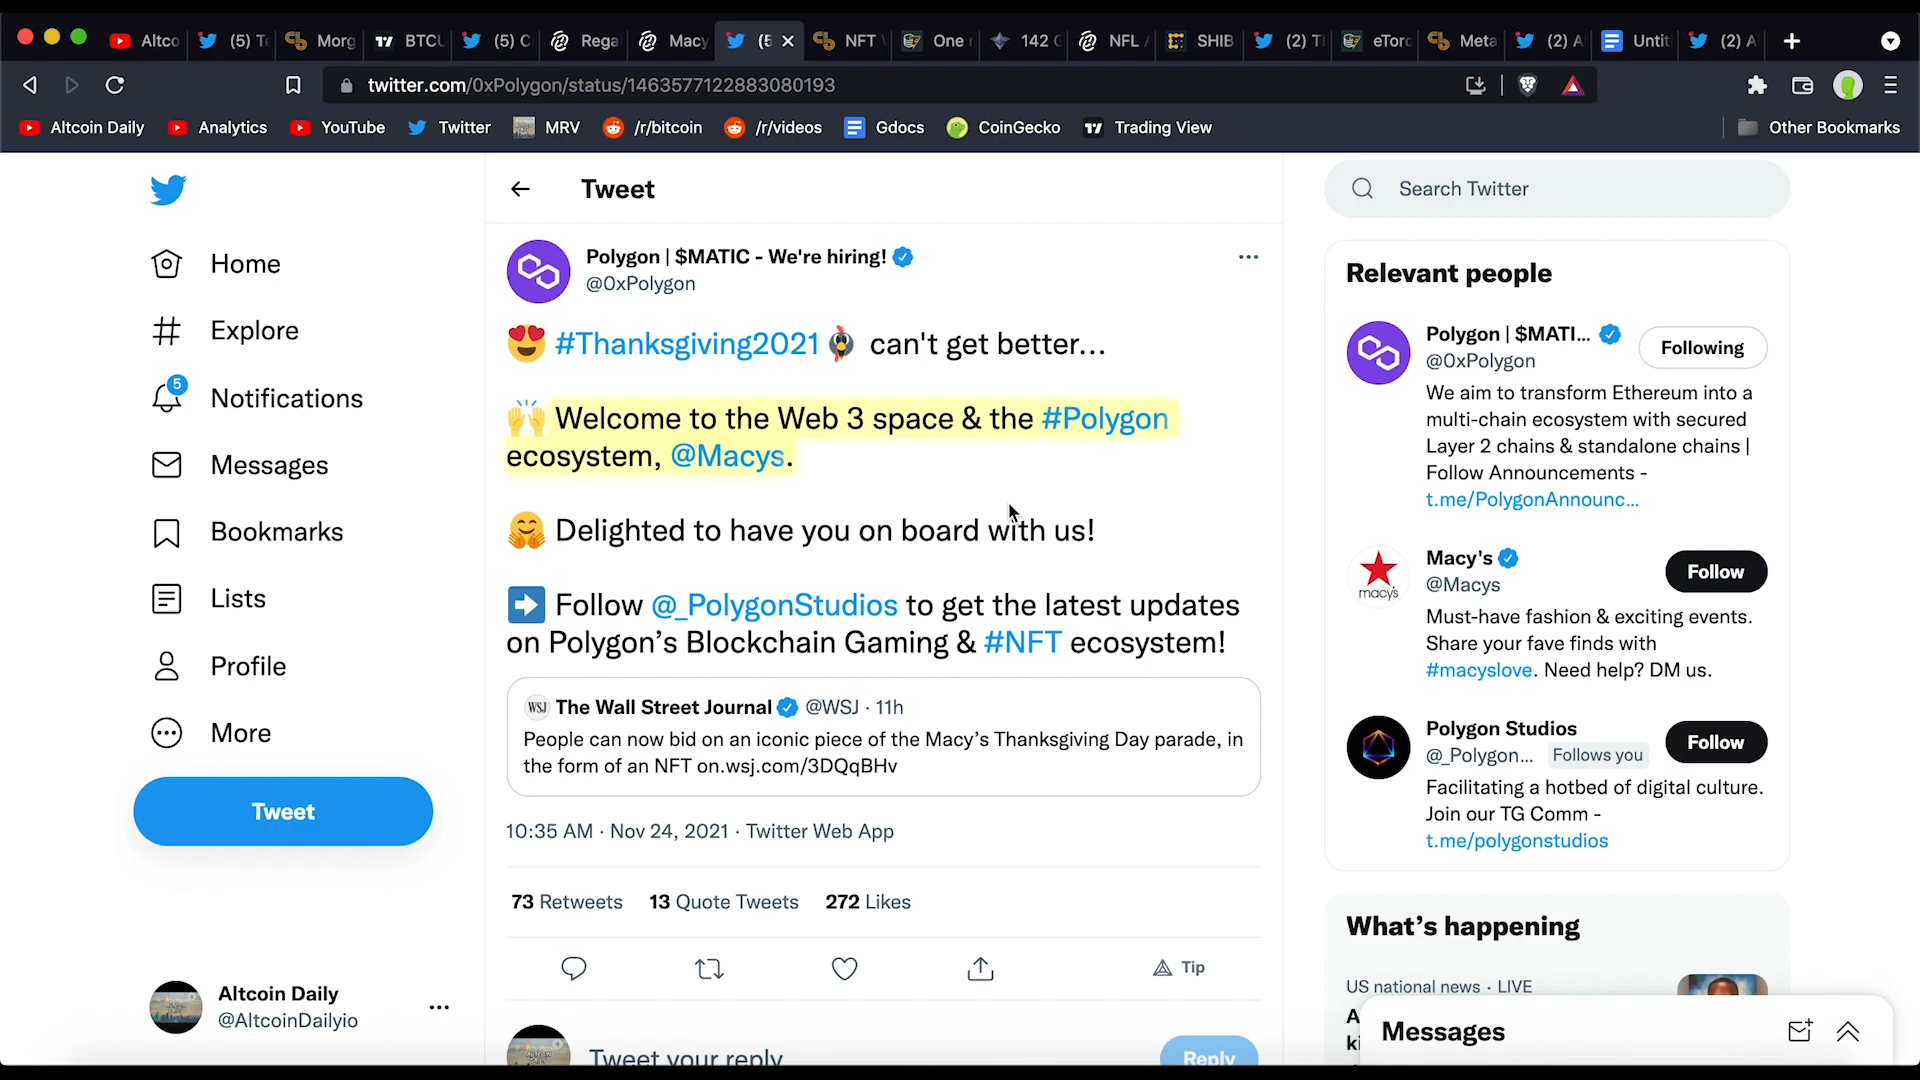 Altco
(5) Te
Morg
BTCU
(5) C
Rega
Macy
(5
NFT
One
142 G
NFL
SHIB
(2) T
eToro
Meta
(2) A
Untit
(2) A
twitter.com/0xPolygon/status/1463577122883080193
Altcoin Daily
Analytics
YouTube
Twitter
MRV
/r/bitcoin
/r/videos
Gdocs
CoinGecko
Trading View
Other Bookmarks
Home
Explore
5
Notifications
Messages
Bookmarks
Lists
Profile
More
Tweet
Altcoin Daily
@AltcoinDailyio
Tweet
Polygon | $MATIC - We're hiring!
@0xPolygon
😍 #Thanksgiving2021 🦃 can't get better…
🙌 Welcome to the Web 3 space & the #Polygon
ecosystem, @Macys.
🤗 Delighted to have you on board with us!
➡️ Follow @_PolygonStudios to get the latest updates
on Polygon’s Blockchain Gaming & #NFT ecosystem!
WSJ The Wall Street Journal @WSJ · 11h
People can now bid on an iconic piece of the Macy’s Thanksgiving Day parade, in
the form of an NFT on.wsj.com/3DQqBHv
10:35 AM · Nov 24, 2021 · Twitter Web App
73 Retweets 13 Quote Tweets 272 Likes
Tip
Tweet your reply
Reply
Search Twitter
Relevant people
Polygon | $MATI...
@0xPolygon
Following
We aim to transform Ethereum into a
multi-chain ecosystem with secured
Layer 2 chains & standalone chains |
Follow Announcements -
t.me/PolygonAnnounc...
macys
Macy's
@Macys
Follow
Must-have fashion & exciting events.
Share your fave finds with
#macyslove. Need help? DM us.
Polygon Studios
@_Polygon... Follows you
Follow
Facilitating a hotbed of digital culture.
Join our TG Comm -
t.me/polygonstudios
What’s happening
US national news · LIVE
A
ki
Messages